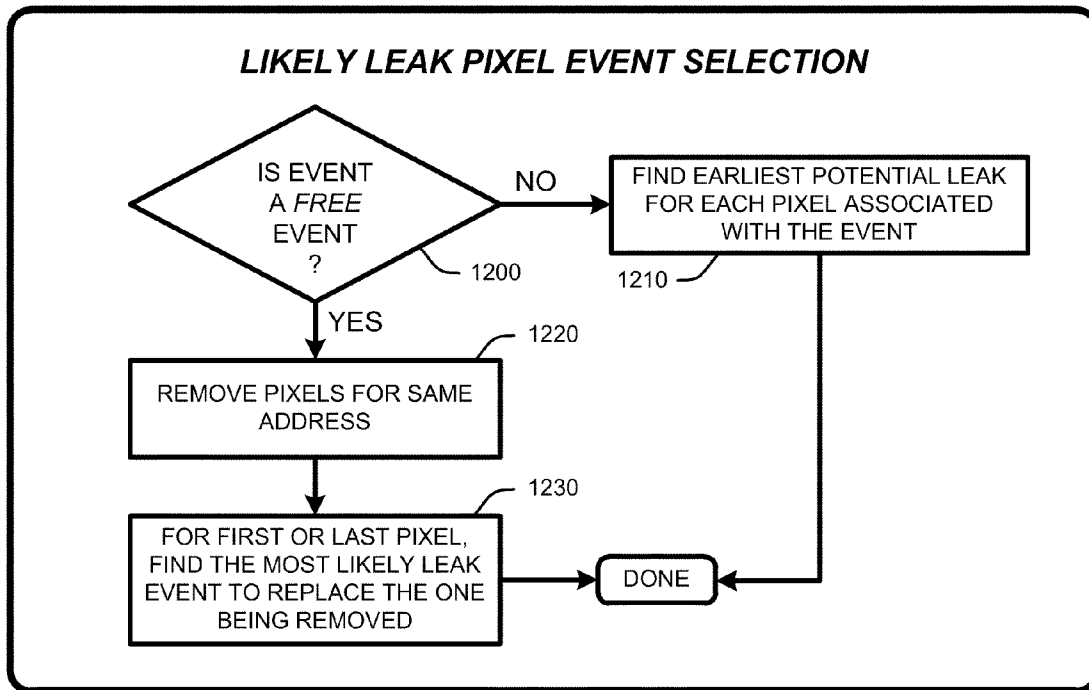 LIKELY LEAK PIXEL EVENT SELECTION
IS EVENT
A FREE
EVENT
?
1200
NO
FIND EARLIEST POTENTIAL LEAK
FOR EACH PIXEL ASSOCIATED
WITH THE EVENT
1210
YES
1220
REMOVE PIXELS FOR SAME
ADDRESS
1230
FOR FIRST OR LAST PIXEL,
FIND THE MOST LIKELY LEAK
EVENT TO REPLACE THE ONE
BEING REMOVED
DONE